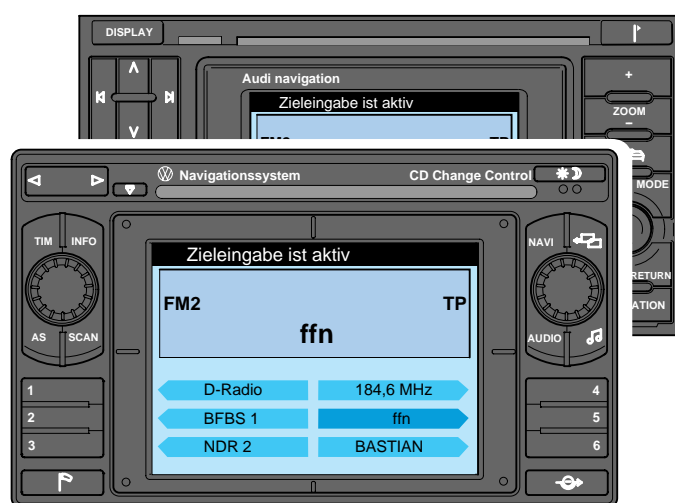 DISPLAY
Audi navigation
+
Zieleingabe ist aktiv
ZOOM
–
MODE
RETURN
Navigationssystem
CD Change Control
TIM
INFO
AS
SCAN
Zieleingabe ist aktiv
FM2
TP
ffn
D-Radio
184,6 MHz
BFBS 1
ffn
NDR 2
BASTIAN
NAVI
AUDIO
1
2
3
4
5
6